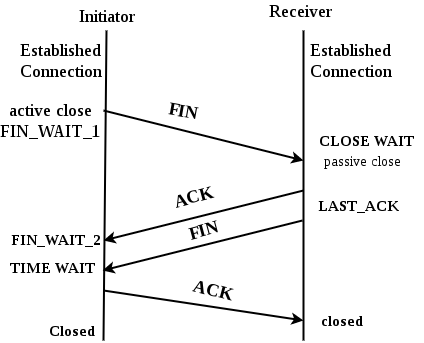 Initiator
Receiver
Established
Connection
Established
Connection
active close
FIN_WAIT_1
FIN
CLOSE WAIT
passive close
ACK
LAST_ACK
FIN
FIN_WAIT_2
TIME WAIT
ACK
closed
Closed